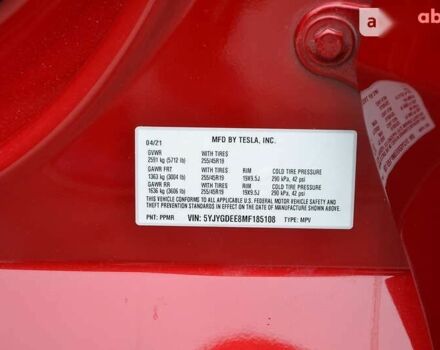 a
04/21 MFD BY TESLA, INC.
GVWR WITH TIRES
2591 kg (5712 lb) 255/45R19
GAWR FRT WITH TIRES RIM COLD TIRE PRESSURE
1363 kg (3004 lb) 255/45R19 19X9.5J 290 kPa, 42 psi
GAWR RR WITH TIRES RIM COLD TIRE PRESSURE
1636 kg (3606 lb) 255/45R19 19X9.5J 290 kPa, 42 psi
THIS VEHICLE CONFORMS TO ALL APPLICABLE U.S. FEDERAL MOTOR VEHICLE
SAFETY AND THEFT PREVENTION STANDARDS IN EFFECT ON THE DATE OF
MANUFACTURE SHOWN ABOVE.
PNT: PPMR VIN: 5YJYGDEE8MF185108 TYPE: MPV